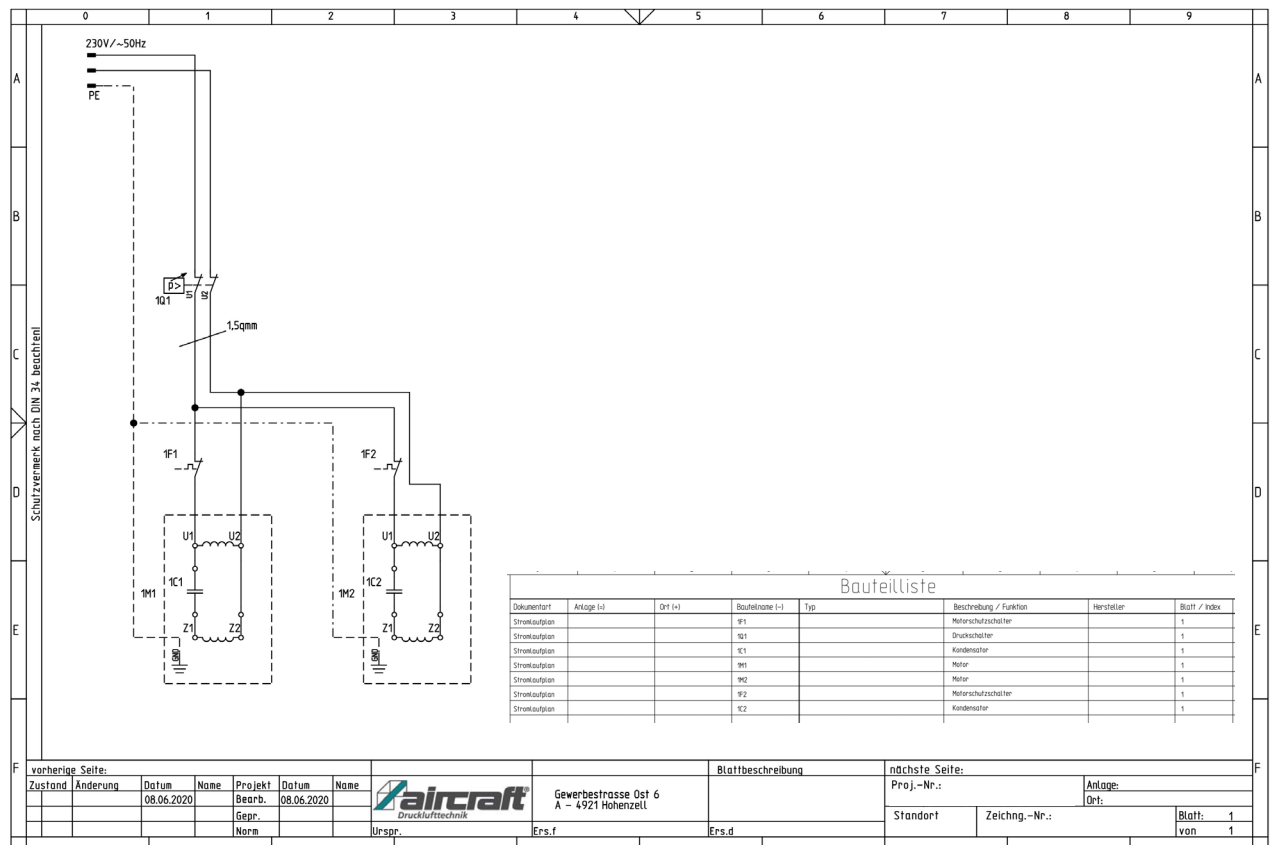 0 1 2 3 4 5 6 7 8 9
A A
B B
C C
D D
E E
F F
Schutzvermerk nach DIN 34 beachten!
230V/~50Hz
PE
p>
1Q1
U1 U2
1,5qmm
1F1 1F2
U1 U2 U1 U2
1C1 1C2
1M1 1M2
Z1 Z2 Z1 Z2
GND GND
Bauteilliste
Dokumentart Anlage (=) Ort (+) Bauteilname (-) Typ Beschreibung / Funktion Hersteller Blatt / Index
Stromlaufplan 1F1 Motorschutzschalter 1
Stromlaufplan 1Q1 Druckschalter 1
Stromlaufplan 1C1 Kondensator 1
Stromlaufplan 1M1 Motor 1
Stromlaufplan 1M2 Motor 1
Stromlaufplan 1F2 Motorschutzschalter 1
Stromlaufplan 1C2 Kondensator 1
vorherige Seite: Blattbeschreibung nächste Seite:
Zustand Änderung Datum Name Projekt Datum Name
08.06.2020 Bearb. 08.06.2020
Gepr.
Norm
aircraft®
Drucklufttechnik
Urspr.
Gewerbestrasse Ost 6
A – 4921 Hohenzell
Ers.f Ers.d
Proj.-Nr.: Anlage:
Ort:
Standort Zeichng.-Nr.: Blatt: 1
von 1